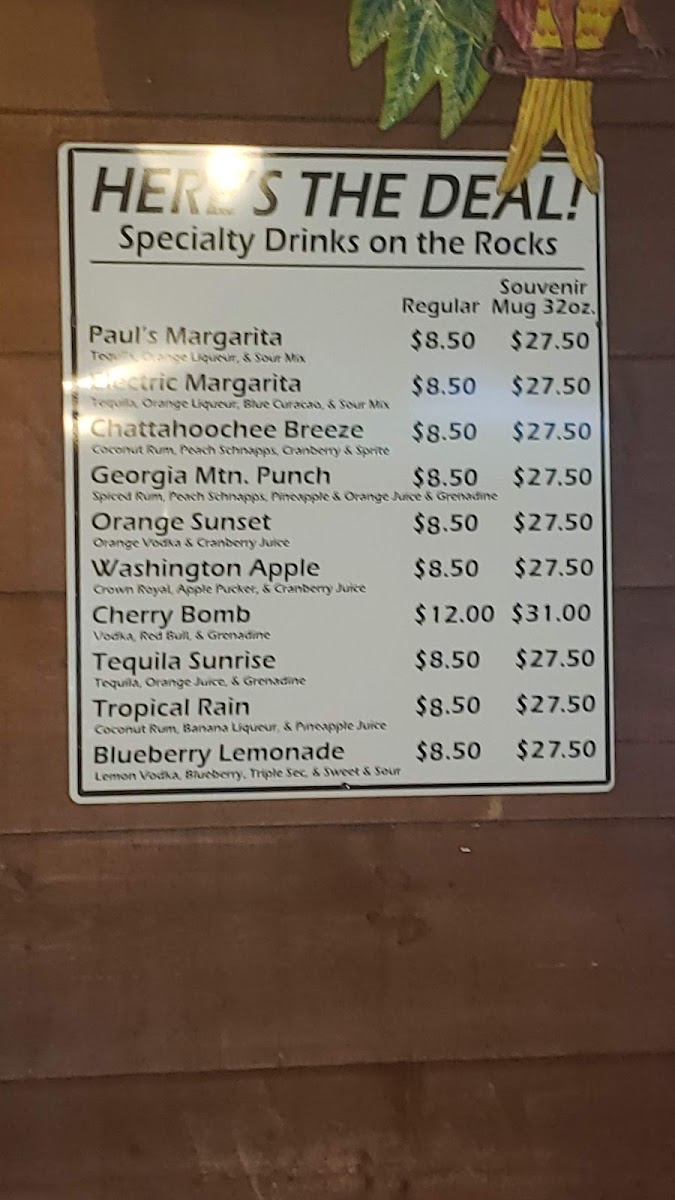 HERE'S THE DEAL!
Specialty Drinks on the Rocks
Souvenir
Regular Mug 32oz.
Paul's Margarita $8.50 $27.50
Tequila, Orange Liqueur, & Sour Mix
Electric Margarita $8.50 $27.50
Tequila, Orange Liqueur, Blue Curacao, & Sour Mix
Chattahoochee Breeze $8.50 $27.50
Coconut Rum, Peach Schnapps, Cranberry & Sprite
Georgia Mtn. Punch $8.50 $27.50
Spiced Rum, Peach Schnapps, Pineapple & Orange Juice & Grenadine
Orange Sunset $8.50 $27.50
Orange Vodka & Cranberry Juice
Washington Apple $8.50 $27.50
Crown Royal, Apple Pucker, & Cranberry Juice
Cherry Bomb $12.00 $31.00
Vodka, Red Bull, & Grenadine
Tequila Sunrise $8.50 $27.50
Tequila, Orange Juice, & Grenadine
Tropical Rain $8.50 $27.50
Coconut Rum, Banana Liqueur, & Pineapple Juice
Blueberry Lemonade $8.50 $27.50
Lemon Vodka, Blueberry, Triple Sec, & Sweet & Sour